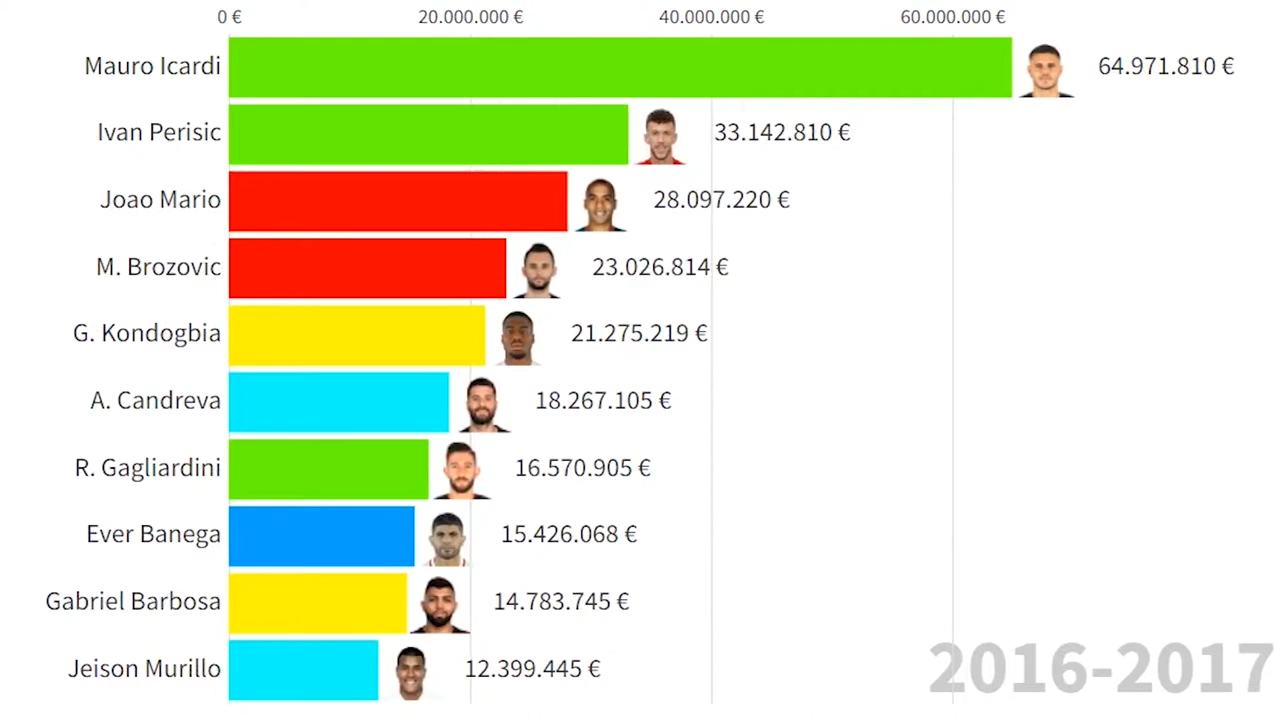 0 € 20.000.000 € 40.000.000 € 60.000.000 €
Mauro Icardi 64.971.810 €
Ivan Perisic 33.142.810 €
Joao Mario 28.097.220 €
M. Brozovic 23.026.814 €
G. Kondogbia 21.275.219 €
A. Candreva 18.267.105 €
R. Gagliardini 16.570.905 €
Ever Banega 15.426.068 €
Gabriel Barbosa 14.783.745 €
Jeison Murillo 12.399.445 €
2016-2017